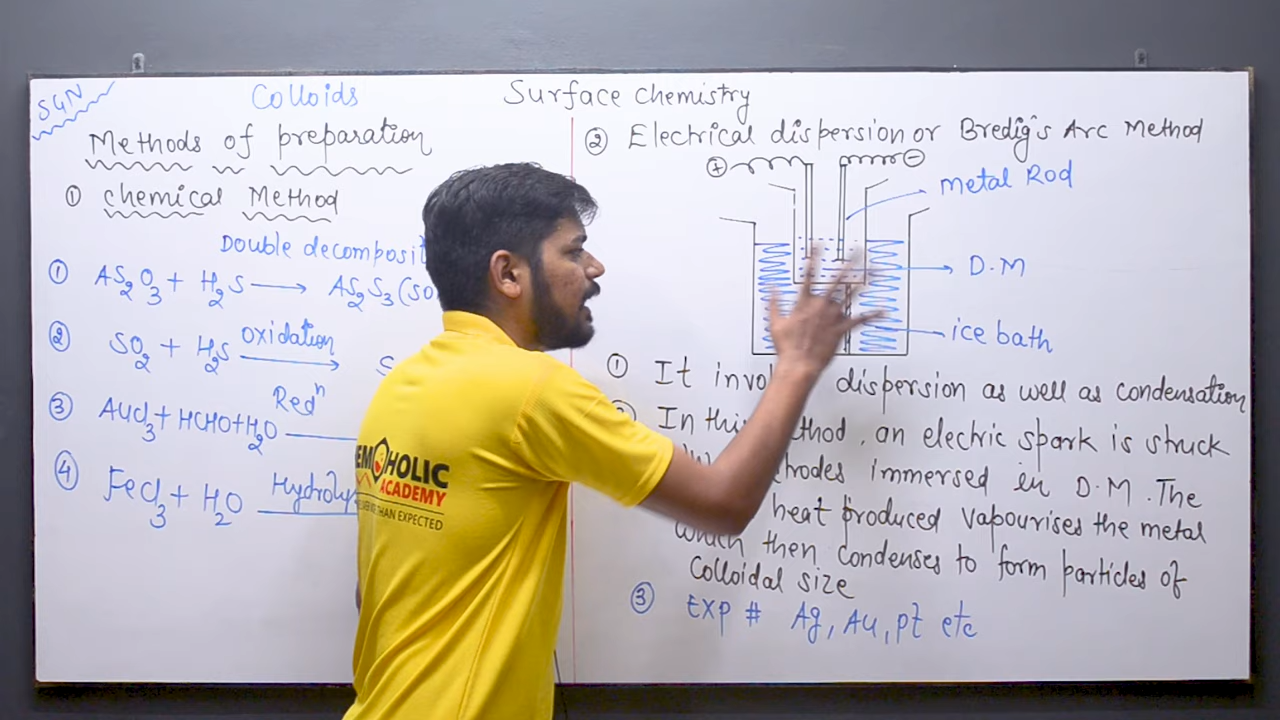 SGN
Colloids
Surface Chemistry
Methods of preparation
① Chemical Method
Double decomposit
① AS₂O₃ + H₂S ⟶ AS₂S₃ (so
② SO₂ + H₂S oxidation ⟶ S
③ AuCl₃ + HCHO + H₂O Redⁿ
④ FeCl₃ + H₂O Hydroly
② Electrical dispersion or Bredig's Arc Method
⊕ ⊖
metal Rod
D.M
ice bath
① It invol dispersion as well as condensation
In this thod, an electric spark is struck
immersed in D.M. The
heat produced vapourises the metal
which then condenses to form particles of
colloidal size
③ Exp # Ag, Au, Pt etc
EMOHOLIC
ACADEMY
THAN EXPECTED